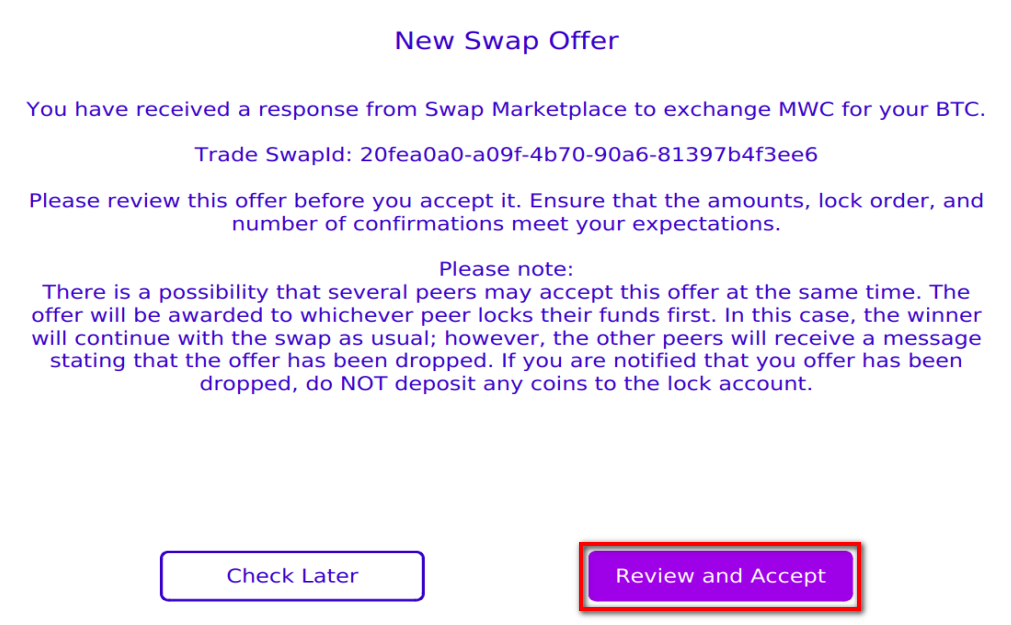 New Swap Offer
You have received a response from Swap Marketplace to exchange MWC for your BTC.
Trade SwapId: 20fea0a0-a09f-4b70-90a6-81397b4f3ee6
Please review this offer before you accept it. Ensure that the amounts, lock order, and
number of confirmations meet your expectations.
Please note:
There is a possibility that several peers may accept this offer at the same time. The
offer will be awarded to whichever peer locks their funds first. In this case, the winner
will continue with the swap as usual; however, the other peers will receive a message
stating that the offer has been dropped. If you are notified that you offer has been
dropped, do NOT deposit any coins to the lock account.
Check Later
Review and Accept